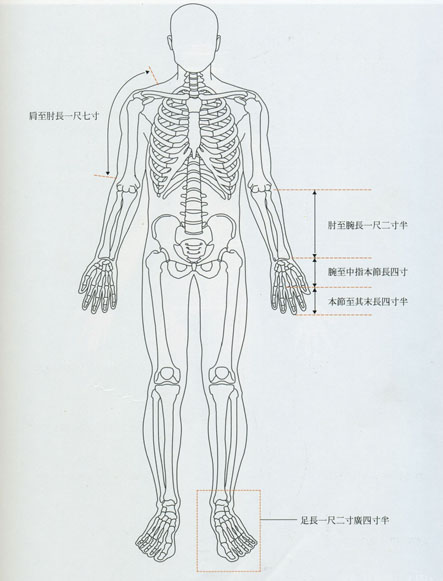 肩至肘長一尺七寸
肘至腕長一尺二寸半
腕至中指本節長四寸
本節至其末長四寸半
足長一尺二寸廣四寸半